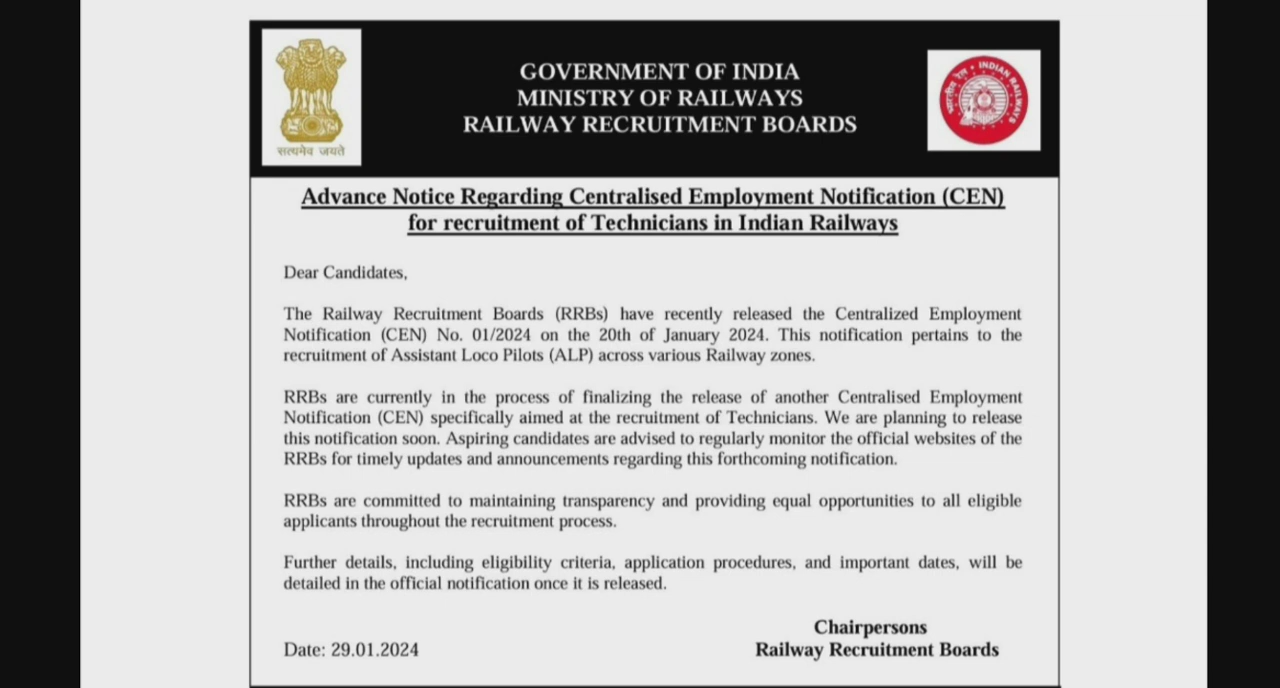 GOVERNMENT OF INDIA
MINISTRY OF RAILWAYS
RAILWAY RECRUITMENT BOARDS
सत्यमेव जयते
भारतीय रेल • INDIAN RAILWAYS
Advance Notice Regarding Centralised Employment Notification (CEN)
for recruitment of Technicians in Indian Railways
Dear Candidates,
The Railway Recruitment Boards (RRBs) have recently released the Centralized Employment
Notification (CEN) No. 01/2024 on the 20th of January 2024. This notification pertains to the
recruitment of Assistant Loco Pilots (ALP) across various Railway zones.
RRBs are currently in the process of finalizing the release of another Centralised Employment
Notification (CEN) specifically aimed at the recruitment of Technicians. We are planning to release
this notification soon. Aspiring candidates are advised to regularly monitor the official websites of the
RRBs for timely updates and announcements regarding this forthcoming notification.
RRBs are committed to maintaining transparency and providing equal opportunities to all eligible
applicants throughout the recruitment process.
Further details, including eligibility criteria, application procedures, and important dates, will be
detailed in the official notification once it is released.
Chairpersons
Date: 29.01.2024 Railway Recruitment Boards